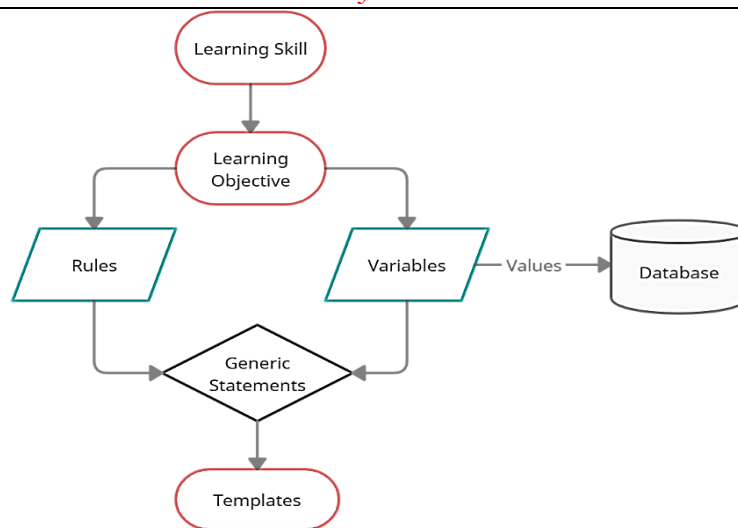 Learning Skill
Learning
Objective
Rules
Variables
Values
Database
Generic
Statements
Templates